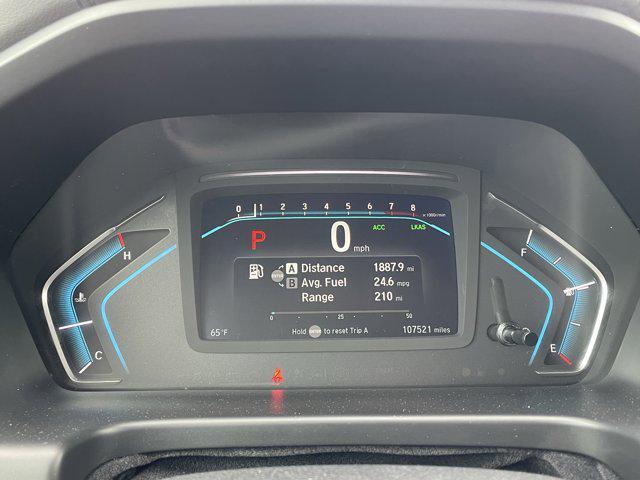 0 1 2 3 4 5 6 7 8 x1000r/min
ACC LKAS
P 0 mph
H
F
A Distance 1887.9 mi
B Avg. Fuel 24.6 mpg
Range 210 mi
0 25 50
C
E
65°F Hold ENTER to reset Trip A 107521 miles